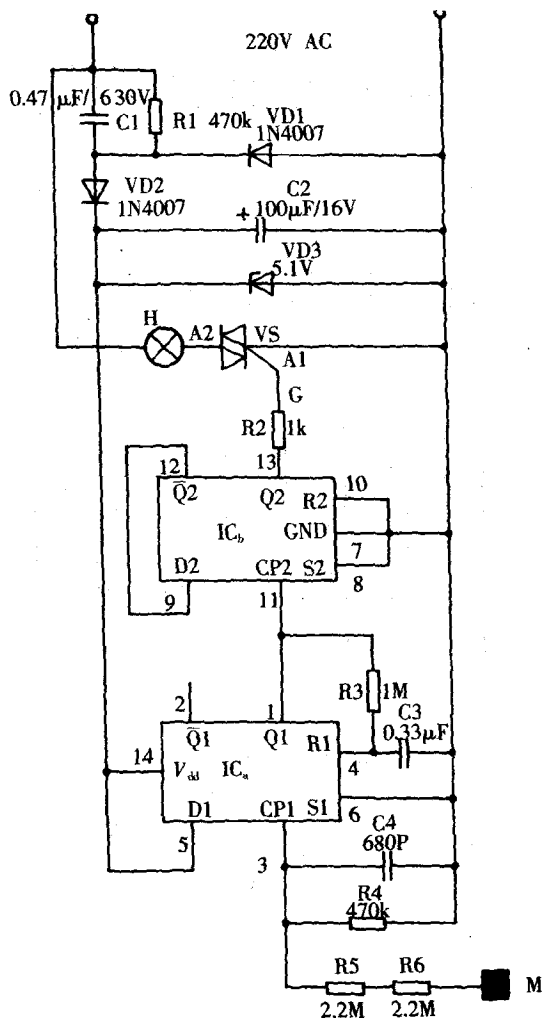 220V AC
0.47 μF/ 630V
C1
R1 470k
VD1
1N4007
VD2
1N4007
C2
+ 100μF/16V
VD3
5.1V
H
A2
VS
A1
G
R2
1k
12
13
Q̅2
Q2
R2
10
IC_b
GND
7
D2
CP2
S2
8
9
11
R3
1M
2
1
C3
0.33μF
Q̅1
Q1
R1
4
14
V_dd
IC_a
D1
CP1
S1
6
5
3
C4
680P
R4
470k
R5
R6
M
2.2M
2.2M